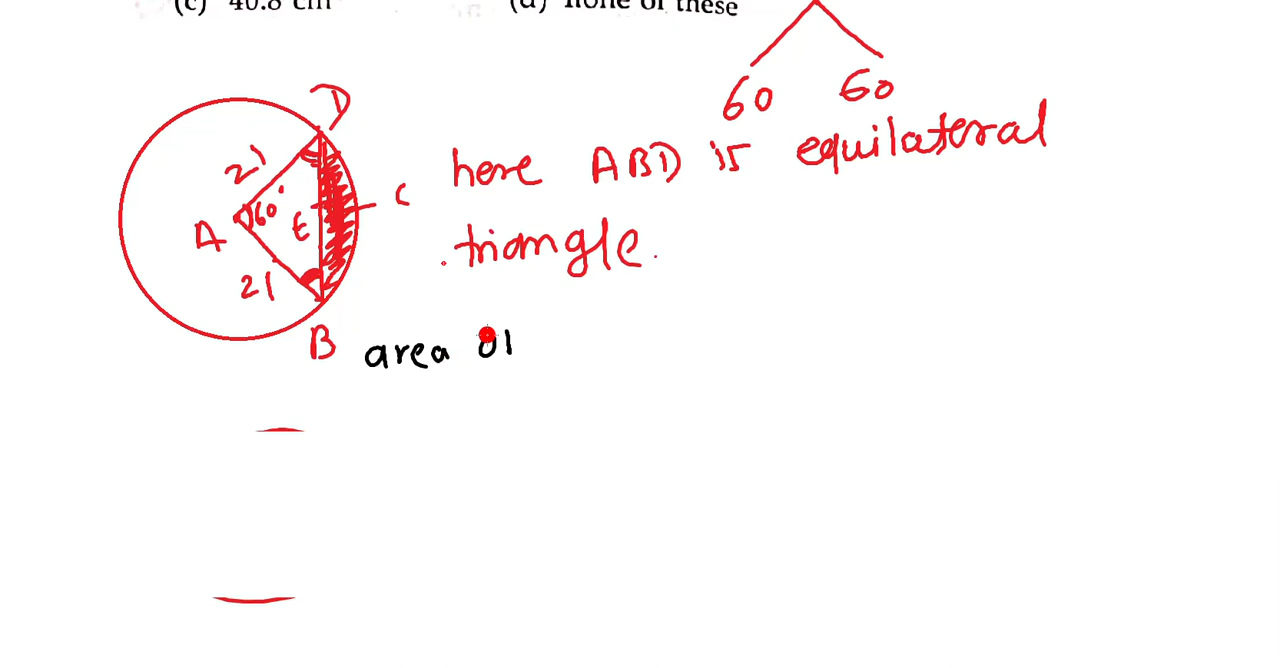 (c) 40.8 cm (d) none of these
60 60
D
21
60°
here ABD is equilateral
C
A E
triangle.
21
B area of